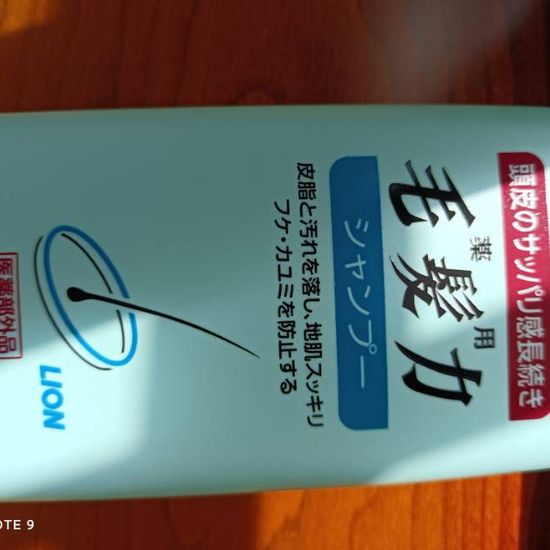 頭皮のサッパリ感長続き
薬用
毛髪力
シャンプー
皮脂と汚れを落し、地肌スッキリ
フケ・カユミを防止する
LION
医薬部外品
OTE 9